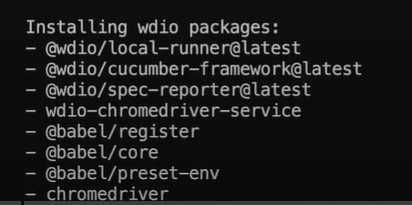 Installing wdio packages:
- @wdio/local-runner@latest
- @wdio/cucumber-framework@latest
- @wdio/spec-reporter@latest
- wdio-chromedriver-service
- @babel/register
- @babel/core
- @babel/preset-env
- chromedriver